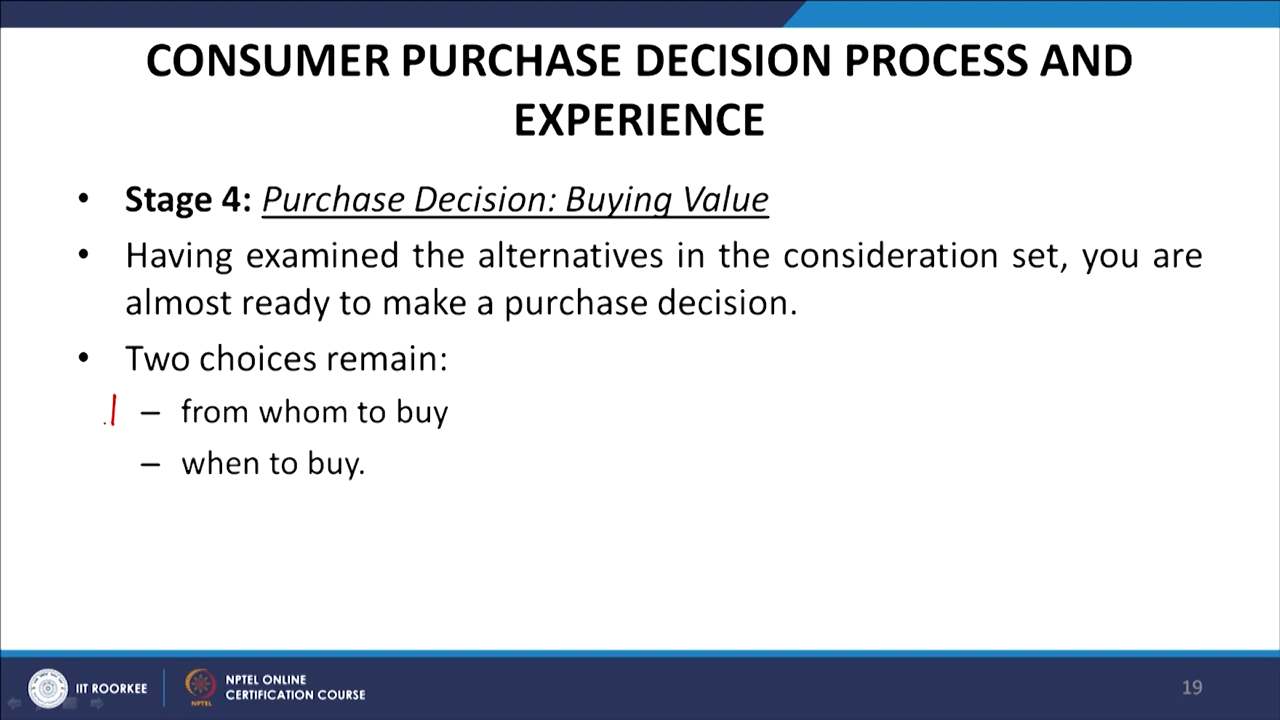 CONSUMER PURCHASE DECISION PROCESS AND
EXPERIENCE
• Stage 4: Purchase Decision: Buying Value
• Having examined the alternatives in the consideration set, you are
almost ready to make a purchase decision.
• Two choices remain:
– from whom to buy
– when to buy.
IIT ROORKEE
NPTEL
NPTEL ONLINE
CERTIFICATION COURSE
19